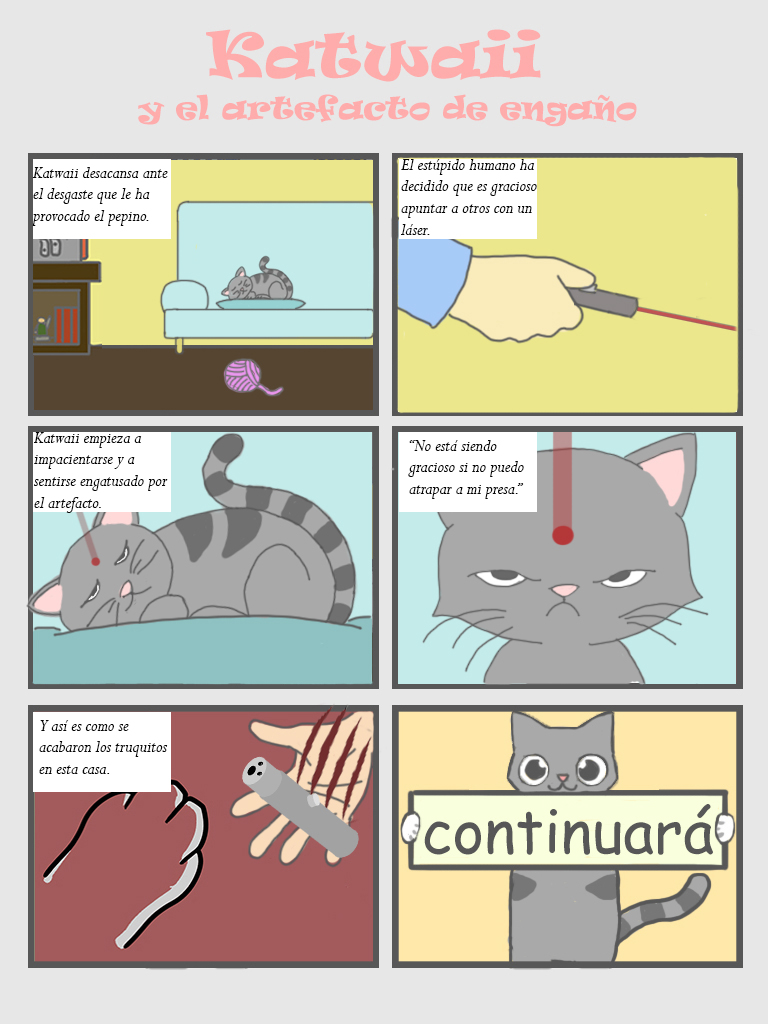 Katwaii
y el artefacto de engaño
Katwaii desacansa ante
el desgaste que le ha
provocado el pepino.
El estúpido humano ha
decidido que es gracioso
apuntar a otros con un
láser.
Katwaii empieza a
impacientarse y a
sentirse engatusado por
el artefacto.
“No está siendo
gracioso si no puedo
atrapar a mi presa.”
Y así es como se
acabaron los truquitos
en esta casa.
continuará